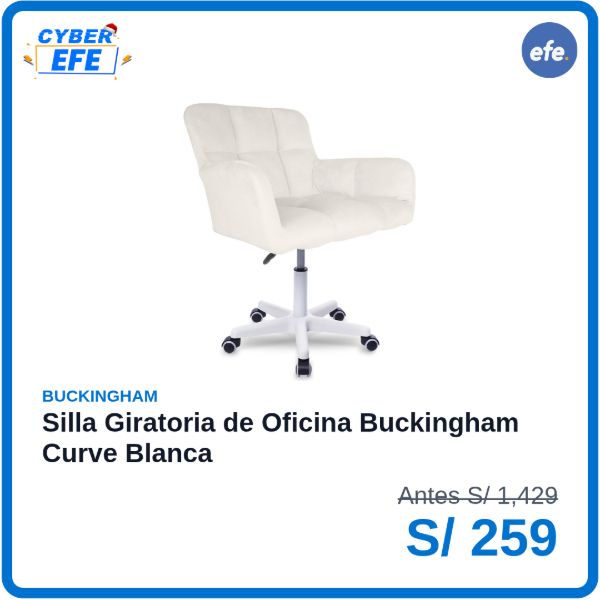 CYBER
EFE
efe.
BUCKINGHAM
Silla Giratoria de Oficina Buckingham
Curve Blanca
Antes S/ 1,429
S/ 259